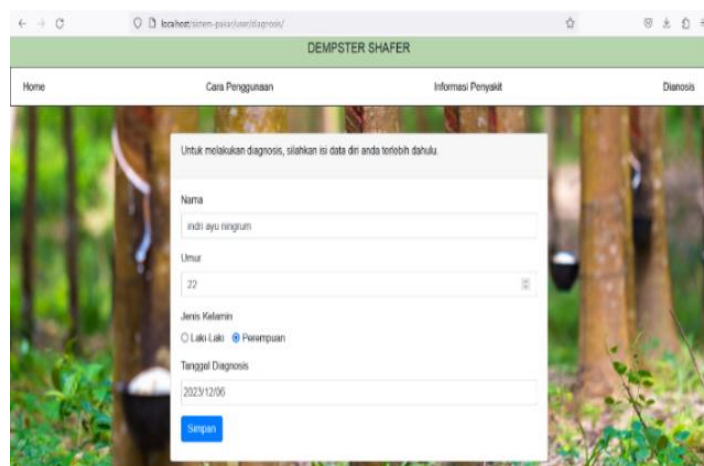 localhost/sistem-pakar/user/diagnosis/
DEMPSTER SHAFER
Home Cara Penggunaan Informasi Penyakit Dianosis
Untuk melakukan diagnosis, silahkan isi data diri anda terlebih dahulu.
Nama
indri ayu ningrum
Umur
22
Jenis Kelamin
Laki-Laki Perempuan
Tanggal Diagnosis
2023/12/06
Simpan